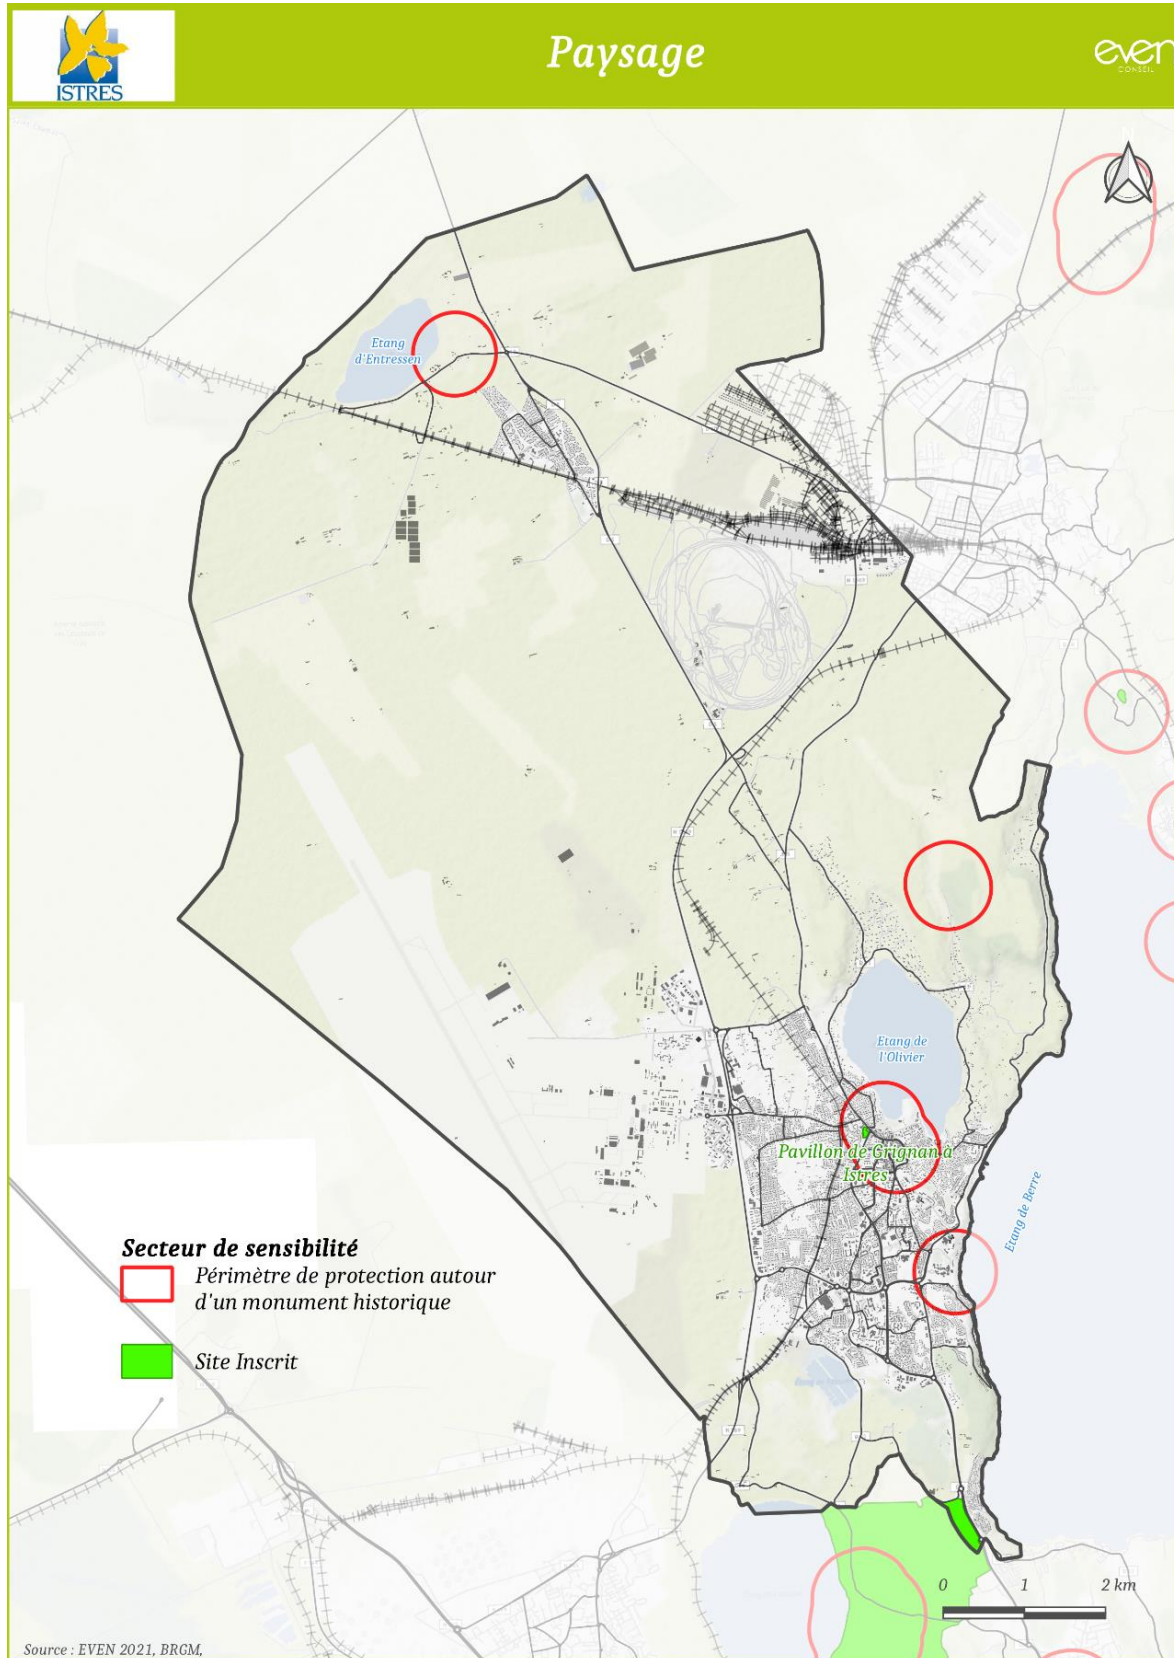 ISTRES
Paysage
even
CONSEIL
Etang
d'Entressen
Etang de
l'Olivier
Pavillon de Grignan à
Istres
Etang de Berre
Secteur de sensibilité
Périmètre de protection autour
d'un monument historique
Site Inscrit
0 1 2 km
Source : EVEN 2021, BRGM,